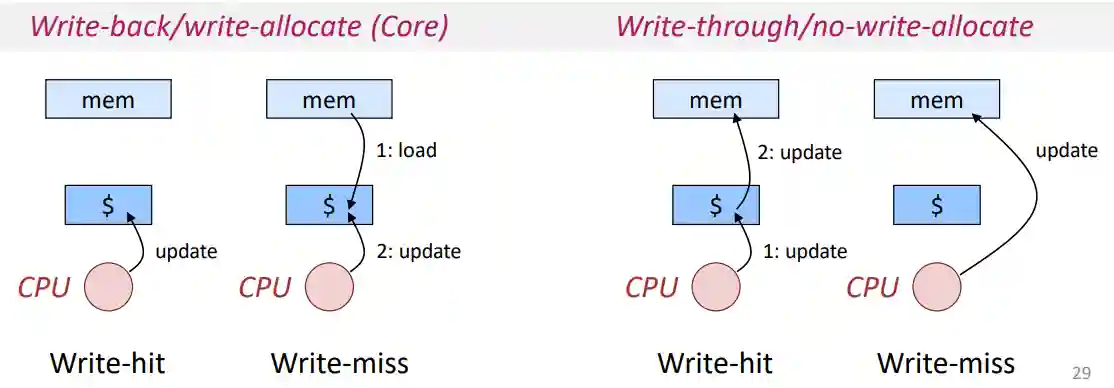 Write-back/write-allocate (Core)
Write-through/no-write-allocate
mem
mem
mem
mem
1: load
2: update
update
$
$
$
$
update
2: update
1: update
CPU
CPU
CPU
CPU
Write-hit
Write-miss
Write-hit
Write-miss
29